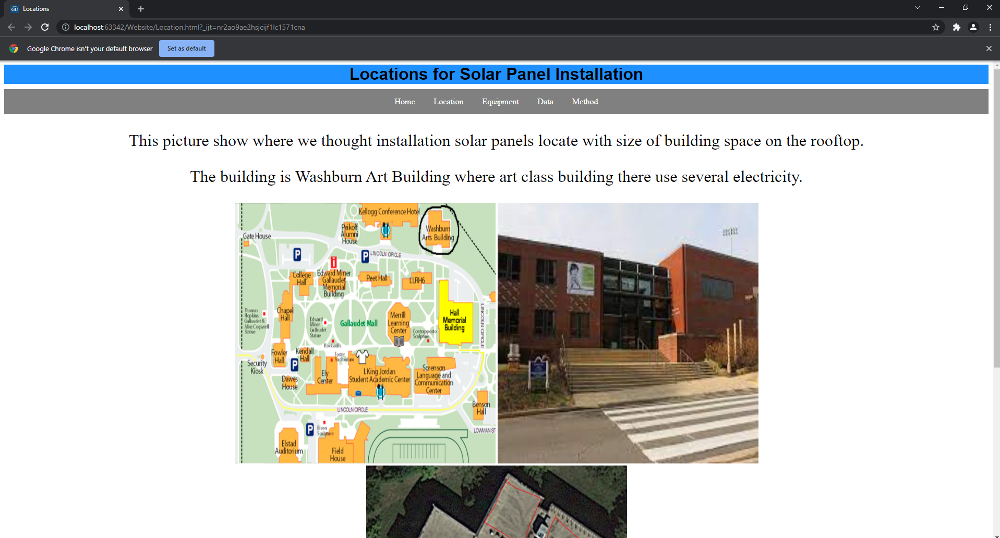 Locations
localhost:63342/Website/Location.html?_ijt=nr2ao9ae2hsjcijf1lc1571cna
Google Chrome isn't your default browser
Set as default
Locations for Solar Panel Installation
Home Location Equipment Data Method
This picture show where we thought installation solar panels locate with size of building space on the rooftop.
The building is Washburn Art Building where art class building there use several electricity.
Kellogg Conference Hotel
Washburn
Arts Building
Peikoff
Alumni
House
Gate House
P
P
LINCOLN CIRCLE
i
College
Hall
Edward Miner
Gallaudet
Memorial
Building
Peet Hall
LLRH6
Chapel
Hall
Thomas
Hopkins
Gallaudet &
Alice Cogswell
Statue
Edward
Miner
Gallaudet
Statue
Gallaudet Mall
Merrill
Learning
Center
Contrapposto
Sculpture
Hall
Memorial
Building
LINCOLN CIRCLE
Rockwalls
Fowler
Hall
Kendall
Hall
P
Foster
Auditorium
Security
Kiosk
Dawes
House
Ely
Center
I.King Jordan
Student Academic Center
Sorenson
Language and
Communication
Center
Benson
Hall
LINCOLN CIRCLE
LOWMAN ST
P
Bison
Sculpture
Elstad
Auditorium
Field
House